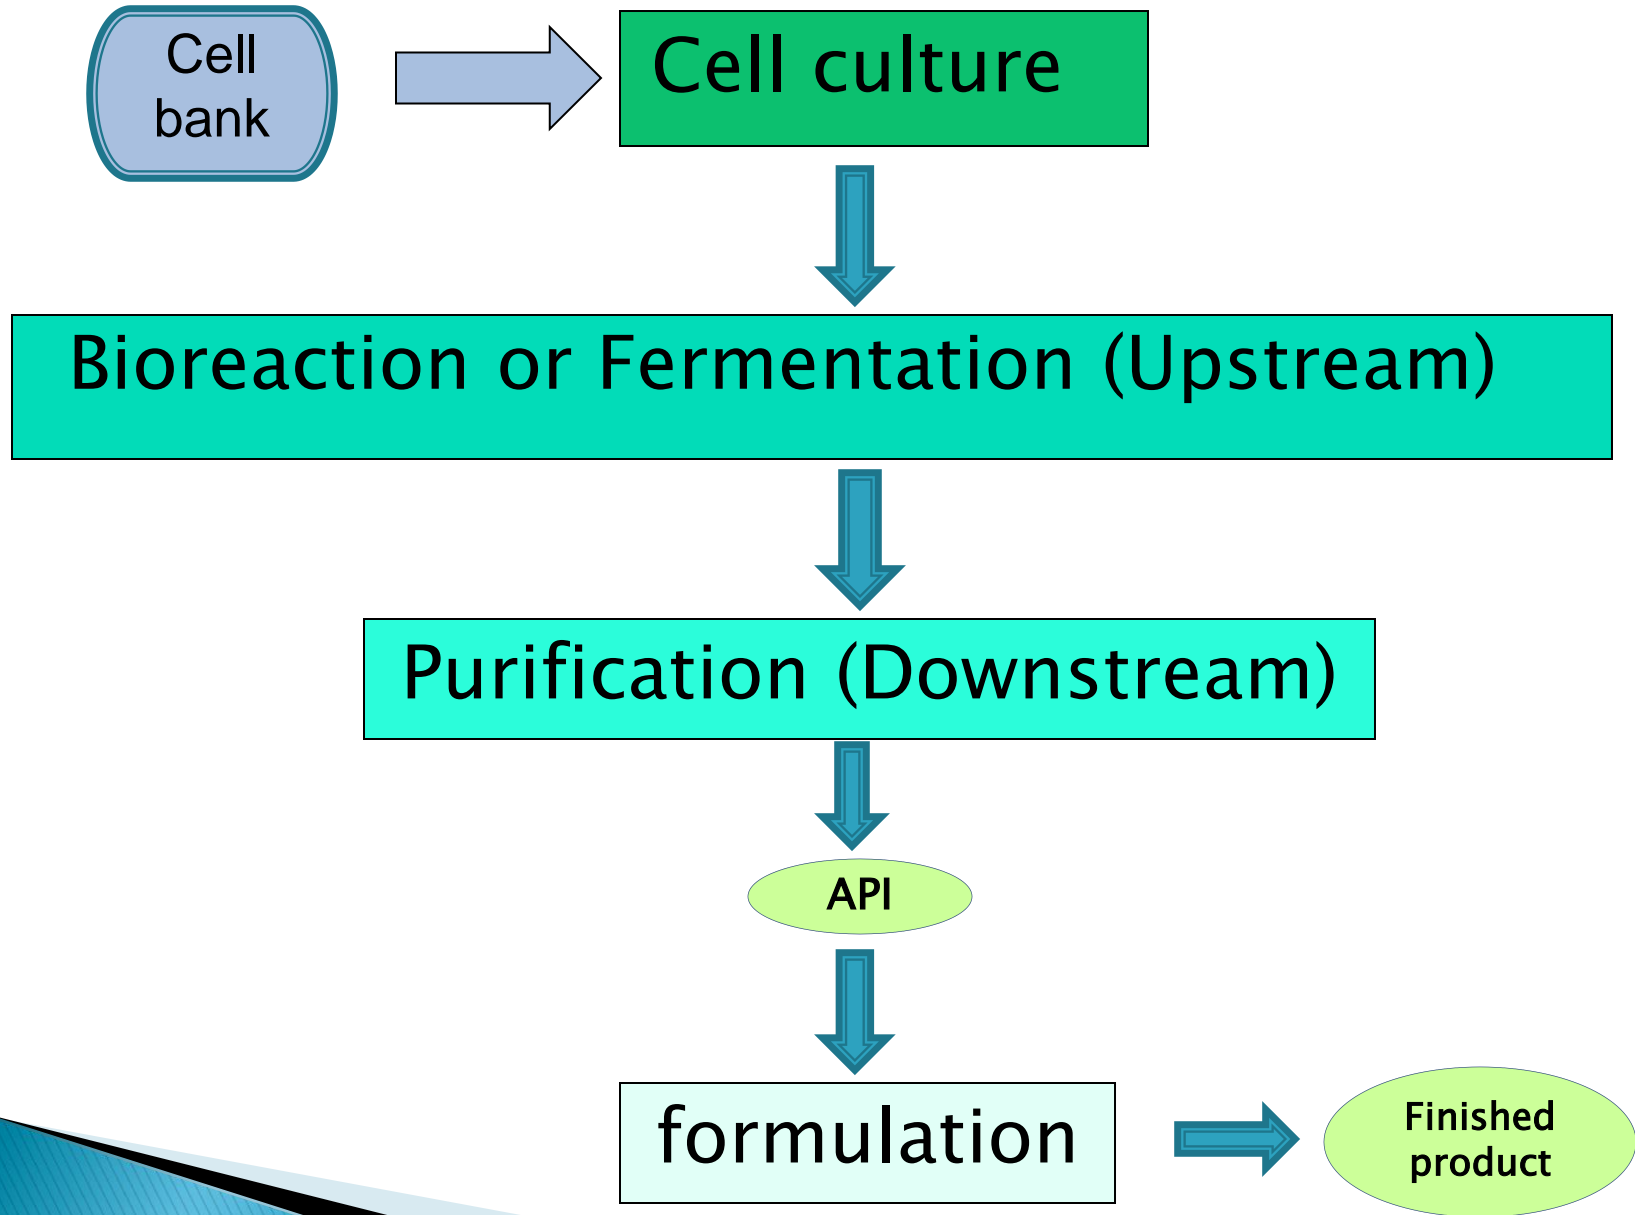 Cell
bank
Cell culture
Bioreaction or Fermentation (Upstream)
Purification (Downstream)
API
formulation
Finished
product